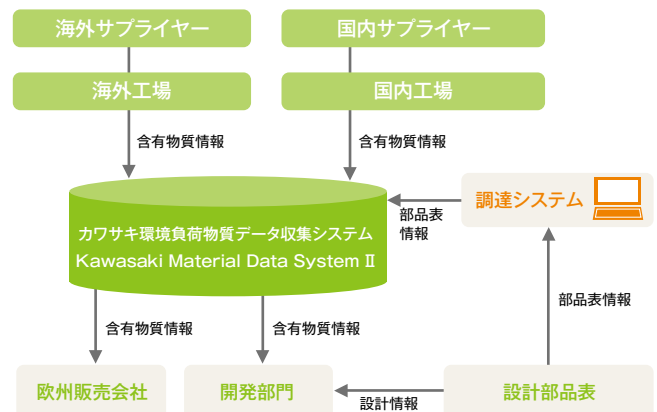 海外サプライヤー
国内サプライヤー
海外工場
国内工場
含有物質情報
含有物質情報
カワサキ環境負荷物質データ収集システム
Kawasaki Material Data System Ⅱ
部品表
情報
調達システム
部品表情報
含有物質情報
含有物質情報
欧州販売会社
開発部門
設計情報
設計部品表